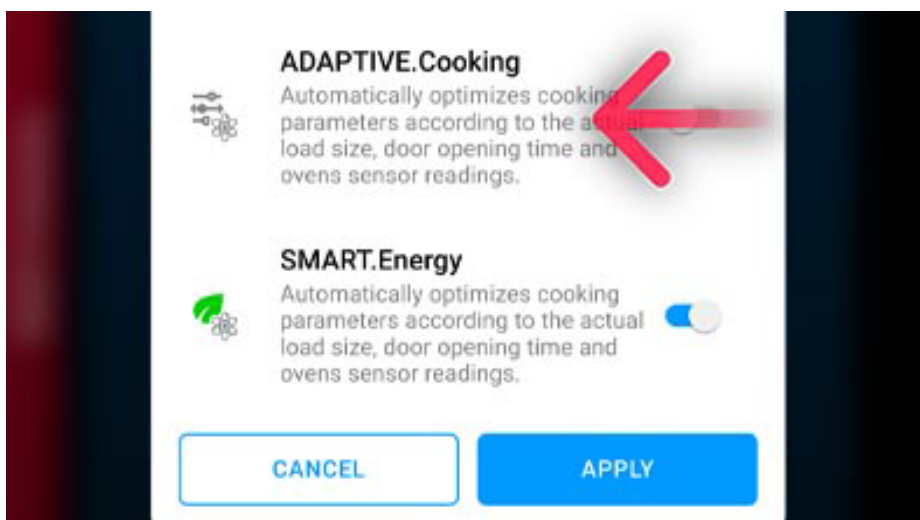 ADAPTIVE.Cooking
Automatically optimizes cooking
parameters according to the actual
load size, door opening time and
ovens sensor readings.
SMART.Energy
Automatically optimizes cooking
parameters according to the actual
load size, door opening time and
ovens sensor readings.
CANCEL
APPLY